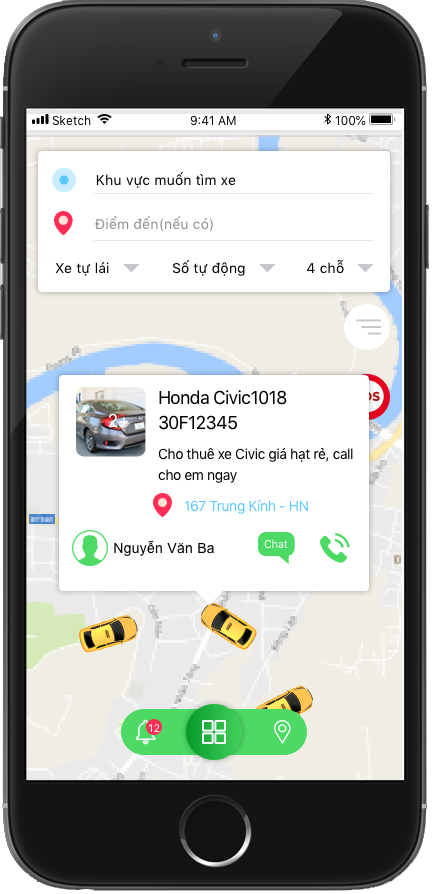 Sketch 9:41 AM 100%
Khu vực muốn tìm xe
Điểm đến(nếu có)
Xe tự lái Số tự động 4 chỗ
Honda Civic1018
30F12345
2+
Cho thuê xe Civic giá hạt rẻ, call
cho em ngay
167 Trung Kính - HN
Nguyễn Văn Ba Chat
12